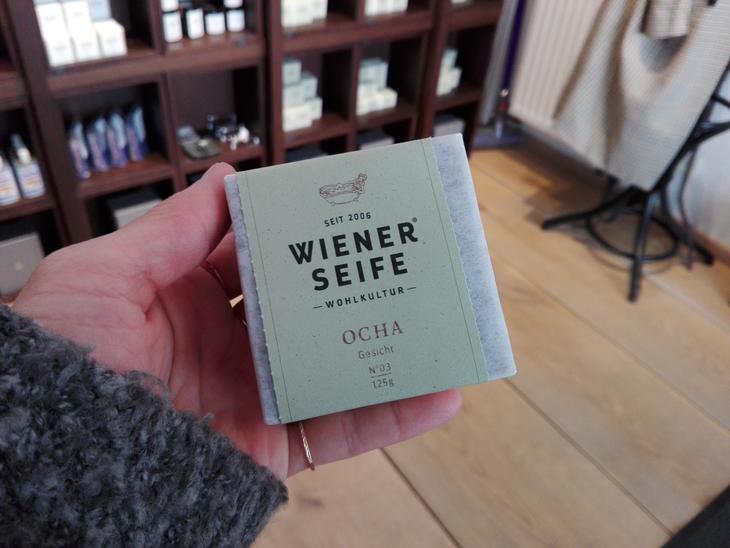 SEIT 2006
WIENER®
SEIFE
—WOHLKULTUR—
OCHA
Gesicht
N°03
125g